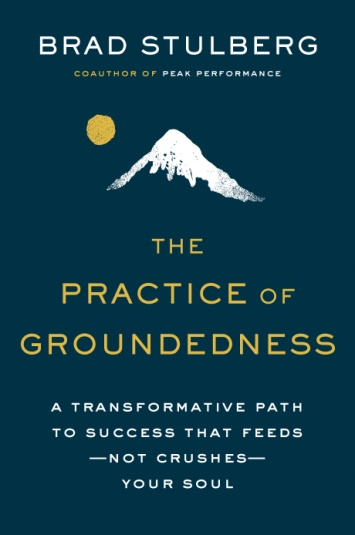 BRAD STULBERG
COAUTHOR OF PEAK PERFORMANCE
THE
PRACTICE OF
GROUNDEDNESS
A TRANSFORMATIVE PATH
TO SUCCESS THAT FEEDS
—NOT CRUSHES—
YOUR SOUL